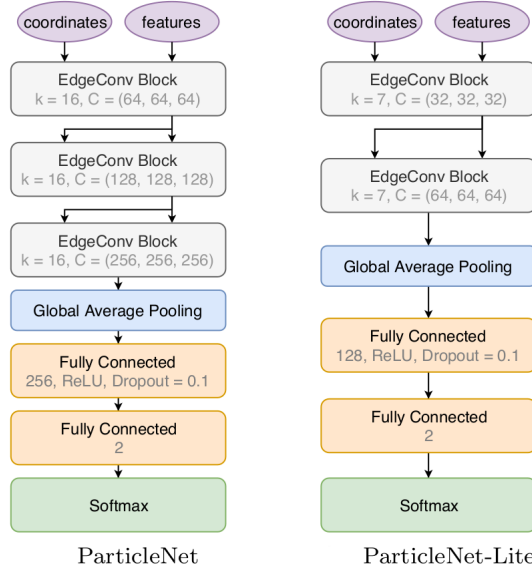 coordinates
features
EdgeConv Block
k = 16, C = (64, 64, 64)
EdgeConv Block
k = 16, C = (128, 128, 128)
EdgeConv Block
k = 16, C = (256, 256, 256)
Global Average Pooling
Fully Connected
256, ReLU, Dropout = 0.1
Fully Connected
2
Softmax
ParticleNet
coordinates
features
EdgeConv Block
k = 7, C = (32, 32, 32)
EdgeConv Block
k = 7, C = (64, 64, 64)
Global Average Pooling
Fully Connected
128, ReLU, Dropout = 0.1
Fully Connected
2
Softmax
ParticleNet-Lite